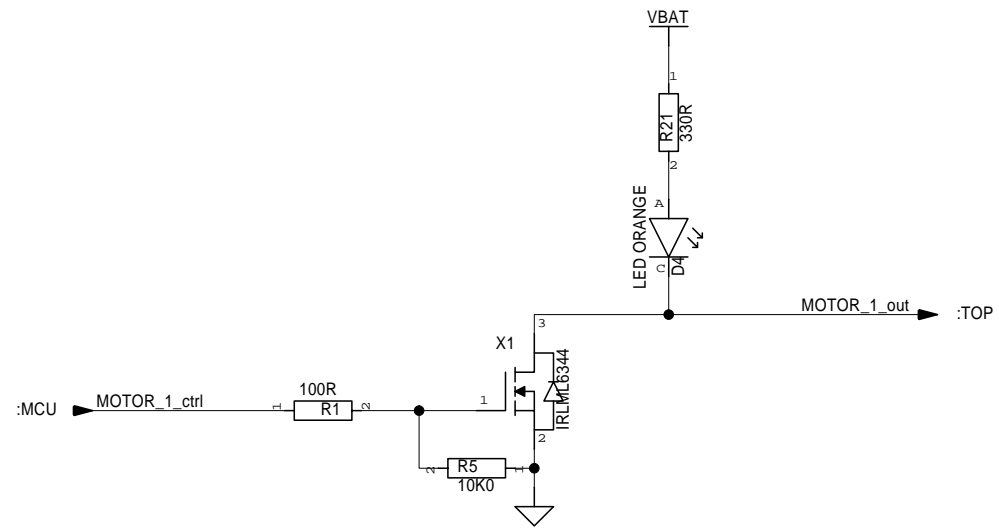 VBAT
1
R21
330R
2
LED ORANGE
A
C
D4
MOTOR_1_out
:TOP
3
X1
IRLML6344
100R
:MCU
MOTOR_1_ctrl
1
R1
2
1
2
2
R5
1
10K0